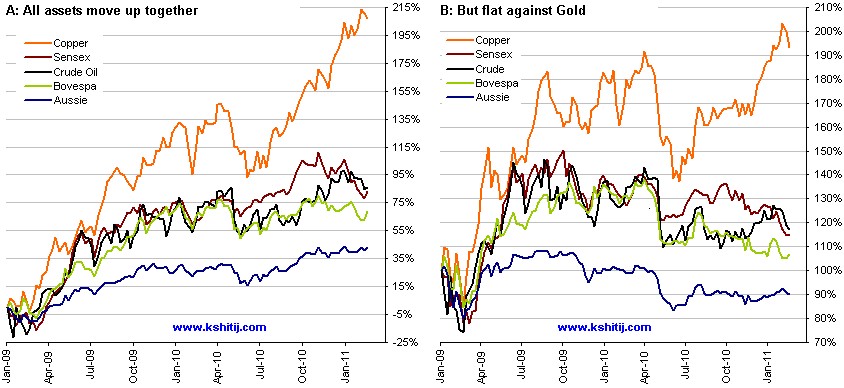 A: All assets move up together
Copper
Sensex
Crude Oil
Bovespa
Aussie
215%
195%
175%
155%
135%
115%
95%
75%
55%
35%
15%
-5%
-25%
www.kshitij.com
Jan-09
Apr-09
Jul-09
Oct-09
Jan-10
Apr-10
Jul-10
Oct-10
Jan-11
B: But flat against Gold
Copper
Sensex
Crude
Bovespa
Aussie
210%
200%
190%
180%
170%
160%
150%
140%
130%
120%
110%
100%
90%
80%
70%
www.kshitij.com
Jan-09
Apr-09
Jul-09
Oct-09
Jan-10
Apr-10
Jul-10
Oct-10
Jan-11